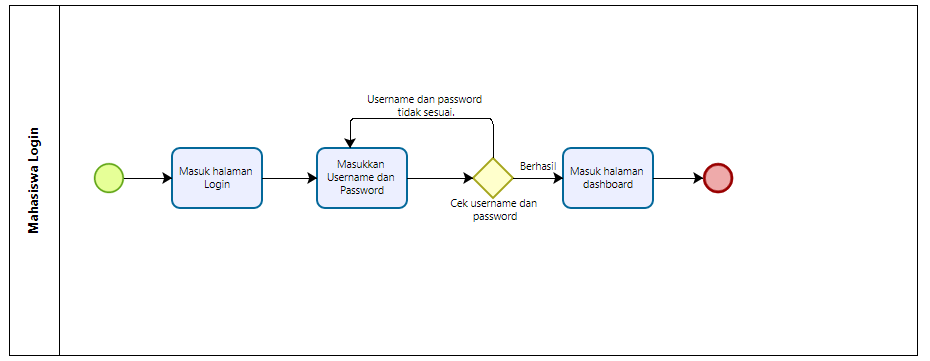 Mahasiswa Login
Masuk halaman
Login
Masukkan
Username dan
Password
Username dan password
tidak sesuai.
Cek username dan
password
Berhasil
Masuk halaman
dashboard